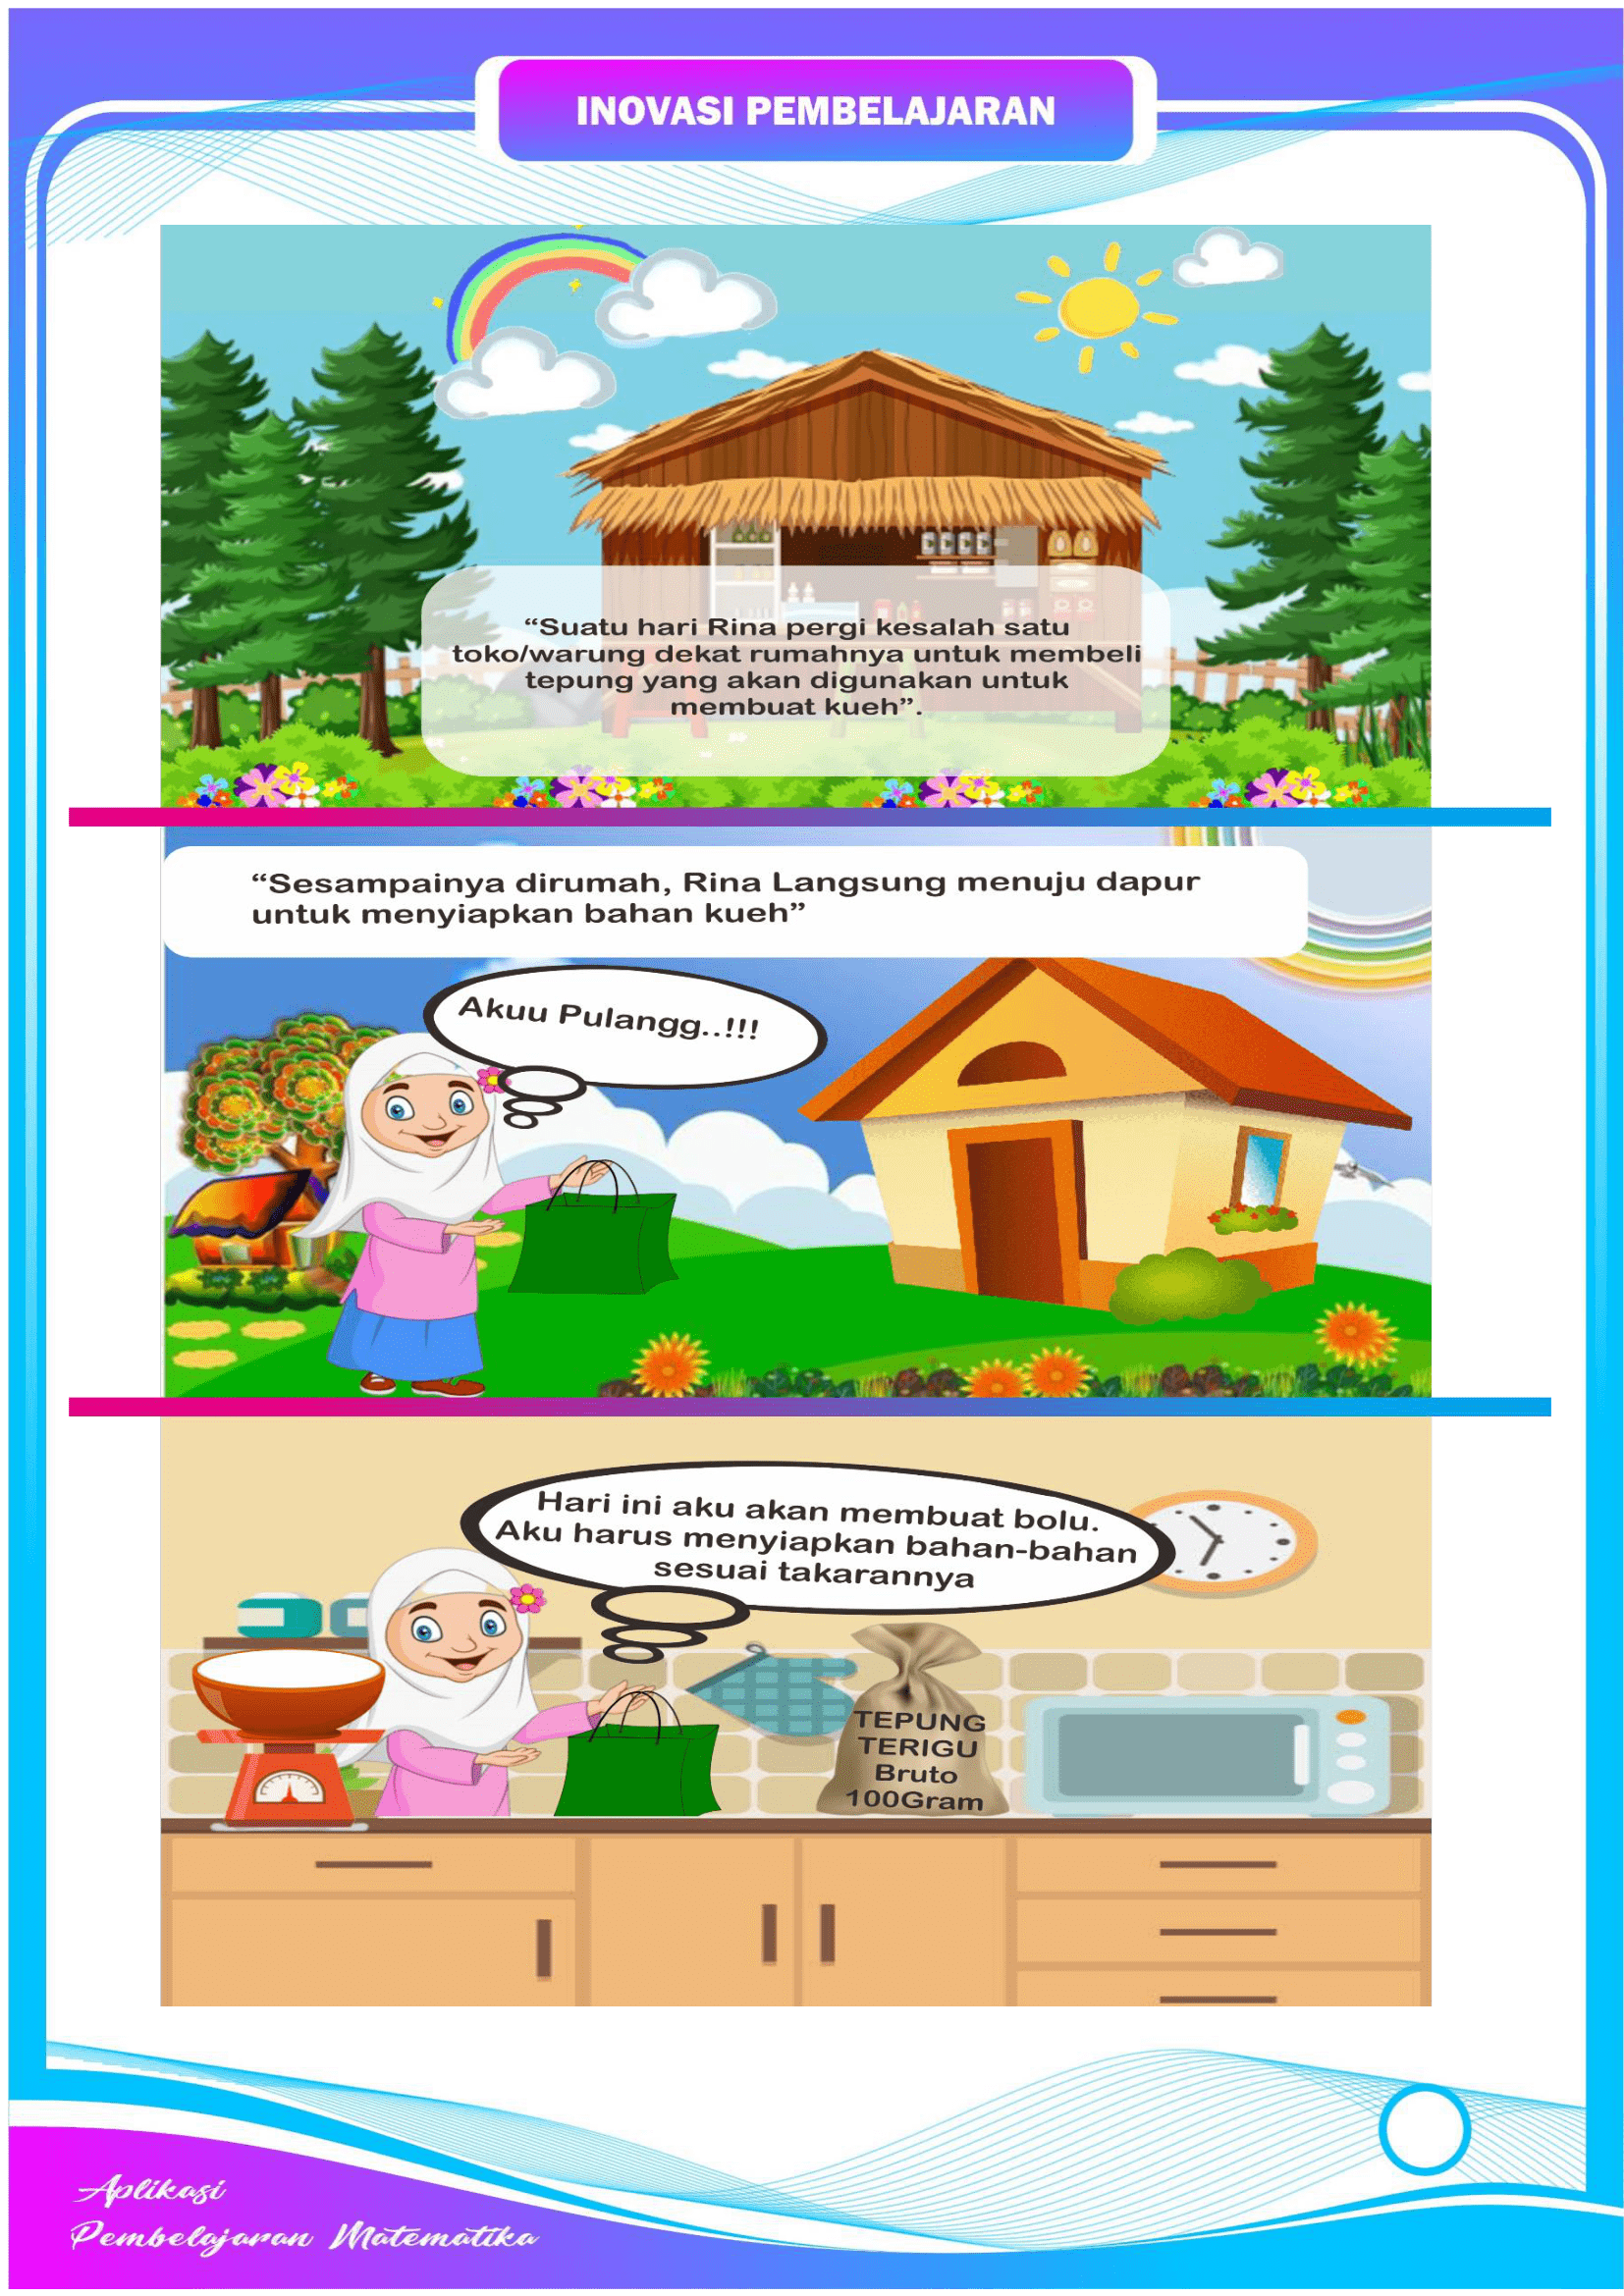 INOVASI PEMBELAJARAN
“Suatu hari Rina pergi kesalah satu
toko/warung dekat rumahnya untuk membeli
tepung yang akan digunakan untuk
membuat kueh”.
“Sesampainya dirumah, Rina Langsung menuju dapur
untuk menyiapkan bahan kueh”
Akuu Pulangg..!!!
Hari ini aku akan membuat bolu.
Aku harus menyiapkan bahan-bahan
sesuai takarannya
TEPUNG
TERIGU
Bruto
100Gram
Aplikasi
Pembelajaran Matematika